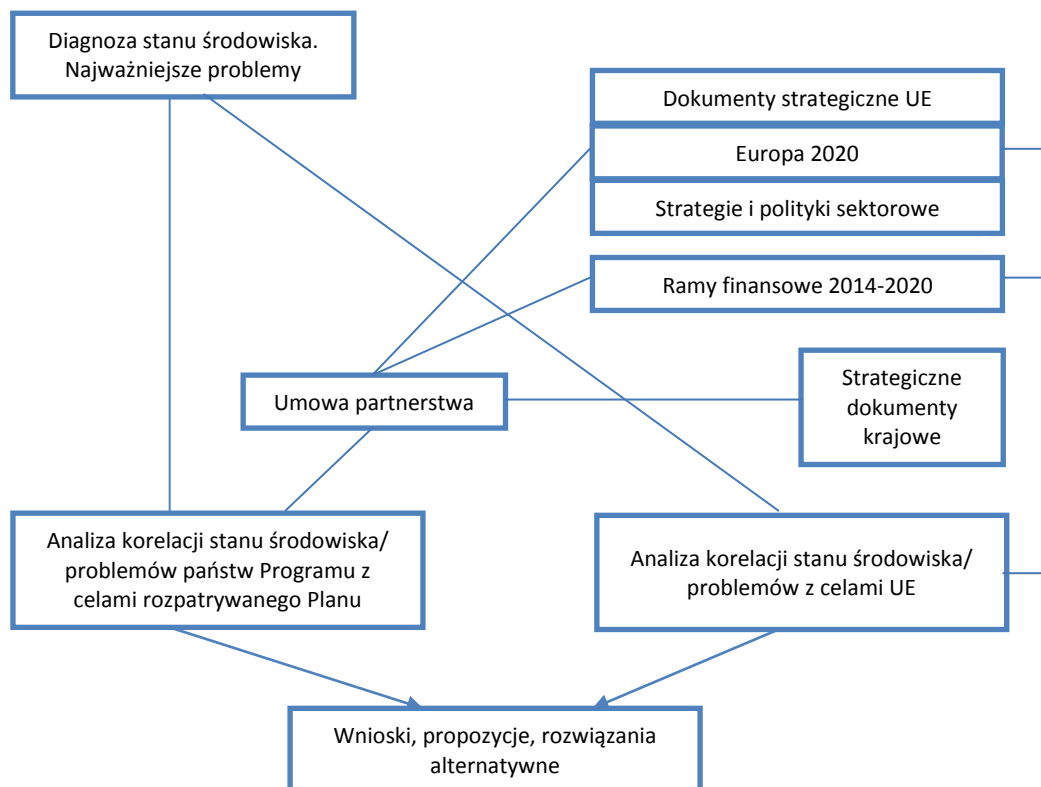 Diagnoza stanu środowiska.
Najważniejsze problemy
Dokumenty strategiczne UE
Europa 2020
Strategie i polityki sektorowe
Ramy finansowe 2014-2020
Umowa partnerstwa
Strategiczne
dokumenty
krajowe
Analiza korelacji stanu środowiska/
problemów państw Programu z
celami rozpatrywanego Planu
Analiza korelacji stanu środowiska/
problemów z celami UE
Wnioski, propozycje, rozwiązania
alternatywne